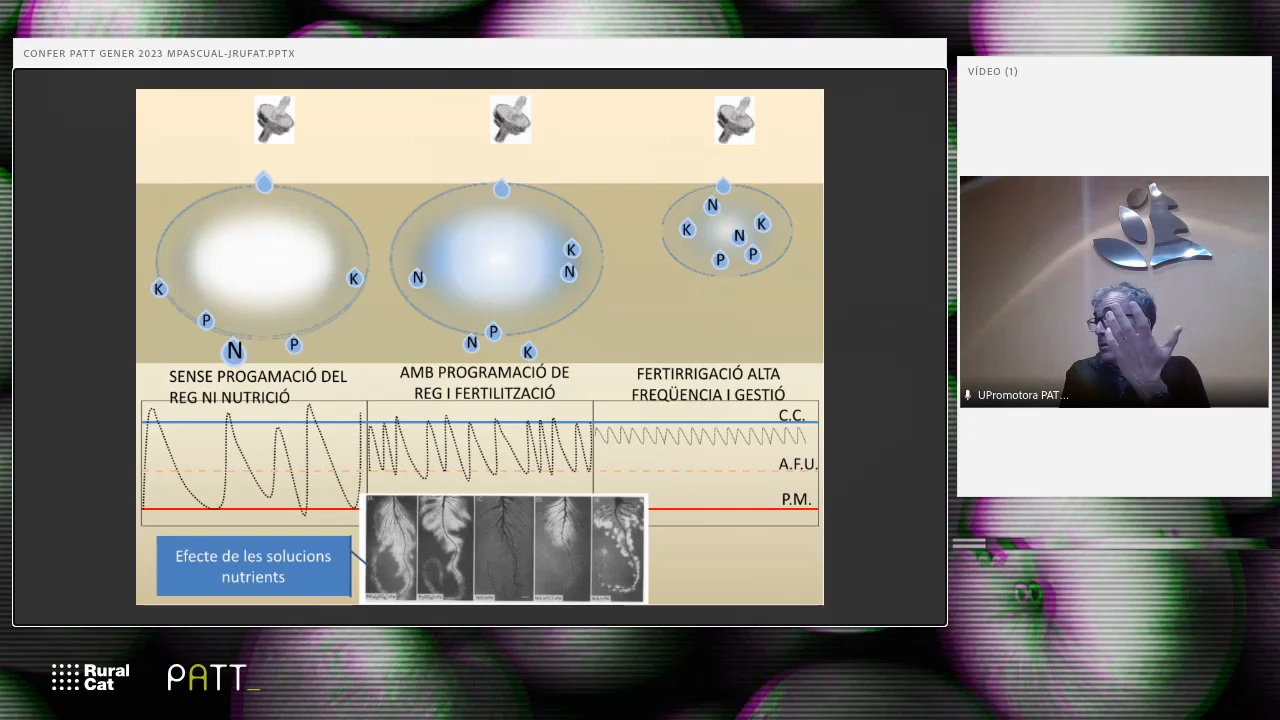 CONFER PATT GENER 2023 MPASCUAL-JRUFAT.PPTX
VÍDEO (1)
N
K
K
P
P
N
K
N
N
P
N
K
N
K
K
N
P
P
SENSE PROGAMACIÓ DEL
REG NI NUTRICIÓ
AMB PROGRAMACIÓ DE
REG I FERTILITZACIÓ
FERTIRRIGACIÓ ALTA
FREQÜENCIA I GESTIÓ
C.C.
A.F.U.
P.M.
Efecte de les solucions
nutrients
UPromotora PAT...
Rural
Cat
PATT_